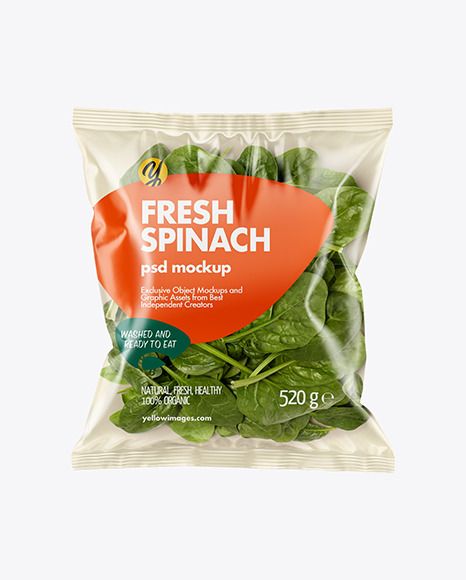 FRESH
SPINACH
psd mockup
Exclusive Object Mockups and
Graphic Assets from Best
Independent Creators
WASHED AND
READY TO EAT
NATURAL, FRESH, HEALTHY
100% ORGANIC
yellowimages.com
520 g ℮